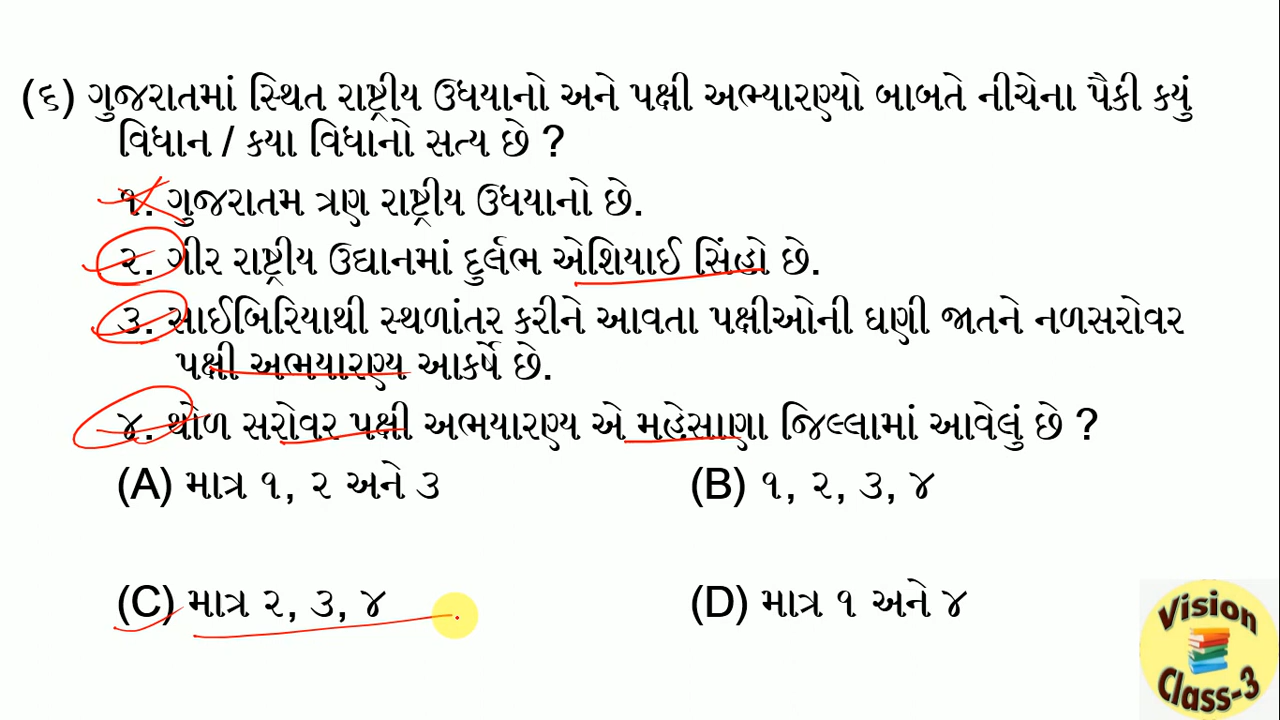 (૬) ગુજરાતમાં સ્થિત રાષ્ટ્રીય ઉધયાનો અને પક્ષી અભ્યારણ્યો બાબતે નીચેના પૈકી કયું
વિધાન / કયા વિધાનો સત્ય છે ?
૧. ગુજરાતમ ત્રણ રાષ્ટ્રીય ઉધયાનો છે.
૨. ગીર રાષ્ટ્રીય ઉદ્યાનમાં દુર્લભ એશિયાઈ સિંહો છે.
૩. સાઈબિરિયાથી સ્થળાંતર કરીને આવતા પક્ષીઓની ઘણી જાતને નળસરોવર
પક્ષી અભયારણ્ય આકર્ષે છે.
૪. થોળ સરોવર પક્ષી અભયારણ્ય એ મહેસાણા જિલ્લામાં આવેલું છે ?
(A) માત્ર ૧, ૨ અને ૩
(B) ૧, ૨, ૩, ૪
(C) માત્ર ૨, ૩, ૪
(D) માત્ર ૧ અને ૪
Vision
Class-3